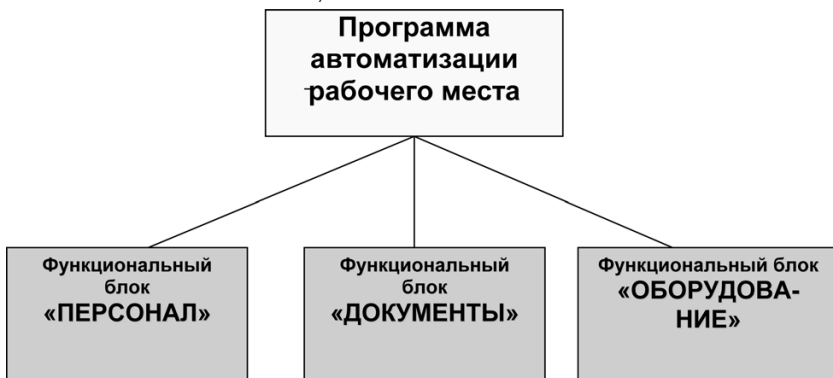 Программа
автоматизации
рабочего места
Функциональный
блок
«ПЕРСОНАЛ»
Функциональный
блок
«ДОКУМЕНТЫ»
Функциональный блок
«ОБОРУДОВА-
НИЕ»